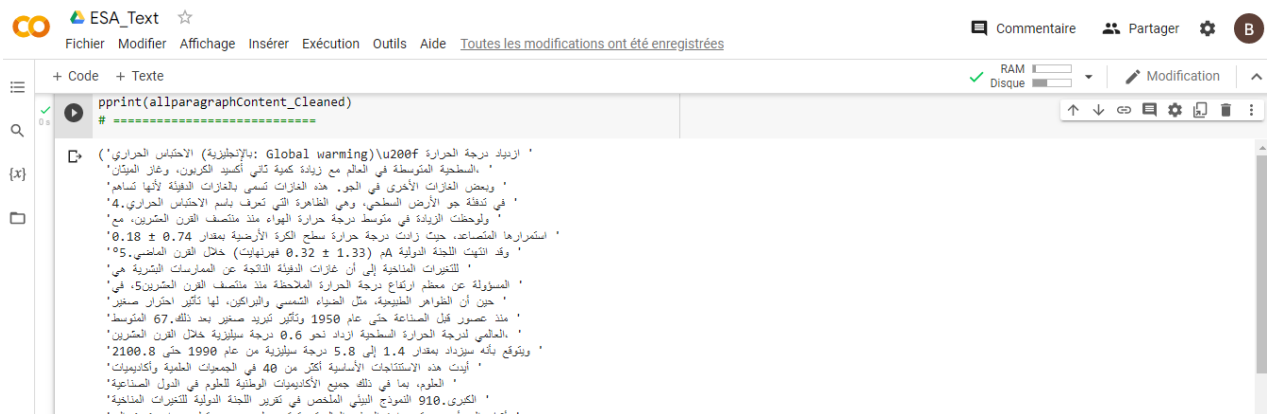 ESA_Text
Commentaire
Partager
B
Fichier Modifier Affichage Insérer Exécution Outils Aide Toutes les modifications ont été enregistrées
+ Code + Texte
RAM
Disque
Modification
0 s
{x}
pprint(allparagraphContent_Cleaned)
# ============================
('الاحتباس الحراري (بالإنجليزية: Global warming)\u200f ازدياد درجة الحرارة '
'السطحية المتوسطة في العالم مع زيادة كمية ثاني أكسيد الكربون، وغاز الميثان، '
'وبعض الغازات الأخرى في الجو. هذه الغازات تسمى بالغازات الدفيئة لأنها تساهم '
'في تدفئة جو الأرض السطحي، وهي الظاهرة التي تعرف باسم الاحتباس الحراري.4 '
'ولوحظت الزيادة في متوسط درجة حرارة الهواء منذ منتصف القرن العشرين، مع '
'استمرارها المتصاعد، حيث زادت درجة حرارة سطح الكرة الأرضية بمقدار 0.74 ± 0.18 '
'°م (1.33 ± 0.32 فهرنهايت) خلال القرن الماضي.5A وقد انتهت اللجنة الدولية '
'للتغيرات المناخية إلى أن غازات الدفيئة الناتجة عن الممارسات البشرية هي '
'المسؤولة عن معظم ارتفاع درجة الحرارة الملاحظة منذ منتصف القرن العشرين5، في '
'حين أن الظواهر الطبيعية، مثل الضياء الشمسي والبراكين، لها تأثير احترار صغير '
'منذ عصور قبل الصناعة حتى عام 1950 وتأثير تبريد صغير بعد ذلك.67 المتوسط '
'العالمي لدرجة الحرارة السطحية ازداد نحو 0.6 درجة سيليزية خلال القرن العشرين، '
'ويتوقع بأنه سيزداد بمقدار 1.4 إلى 5.8 درجة سيليزية من عام 1990 حتى 2100.8 '
'أيدت هذه الاستنتاجات الأساسية أكثر من 40 في الجمعيات العلمية وأكاديميات '
'العلوم، بما في ذلك جميع الأكاديميات الوطنية للعلوم في الدول الصناعية '
'الكبرى.910 النموذج البيئي الملخص في تقرير اللجنة الدولية للتغيرات المناخية '